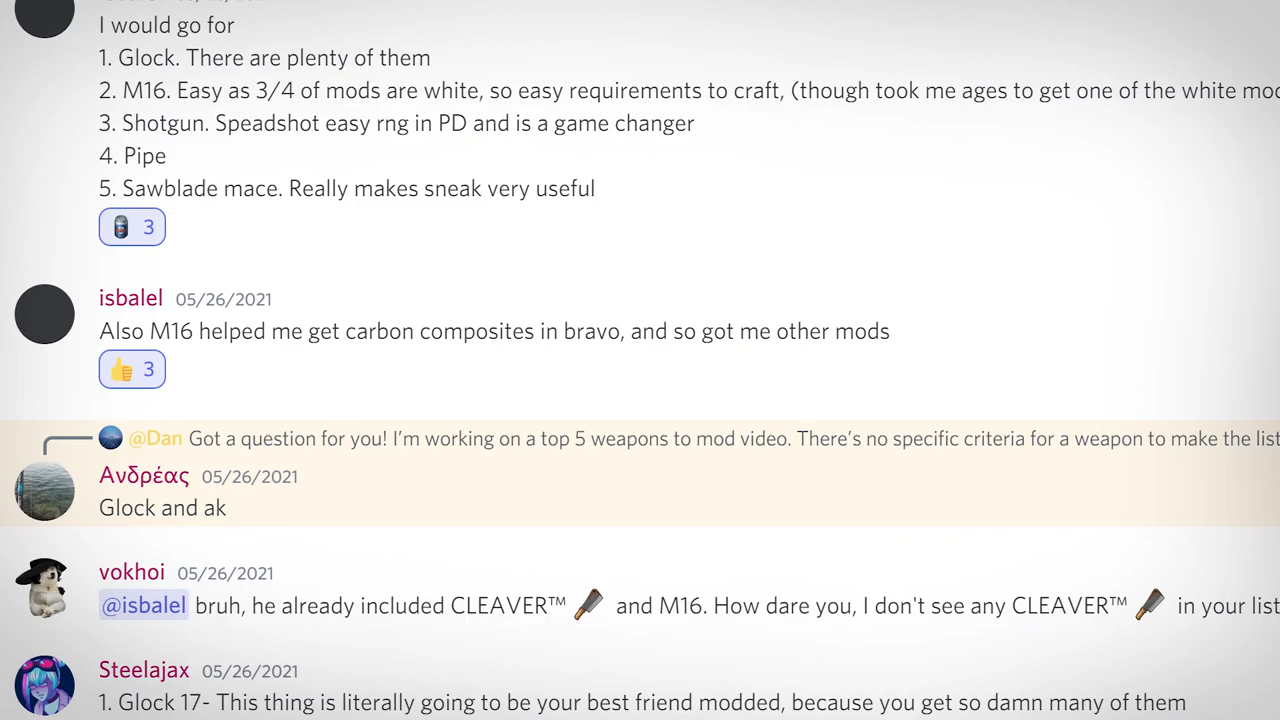 I would go for
1. Glock. There are plenty of them
2. M16. Easy as 3/4 of mods are white, so easy requirements to craft, (though took me ages to get one of the white
3. Shotgun. Speadshot easy rng in PD and is a game changer
4. Pipe
5. Sawblade mace. Really makes sneak very useful
3
isbalel 05/26/2021
Also M16 helped me get carbon composites in bravo, and so got me other mods
3
@Dan Got a question for you! I'm working on a top 5 weapons to mod video. There's no specific criteria for a weapon to make the list
Ανδρέας 05/26/2021
Glock and ak
vokhoi 05/26/2021
@isbalel bruh, he already included CLEAVER™ and M16. How dare you, I don't see any CLEAVER™ in your list
Steelajax 05/26/2021
1. Glock 17- This thing is literally going to be your best friend modded, because you get so damn many of them